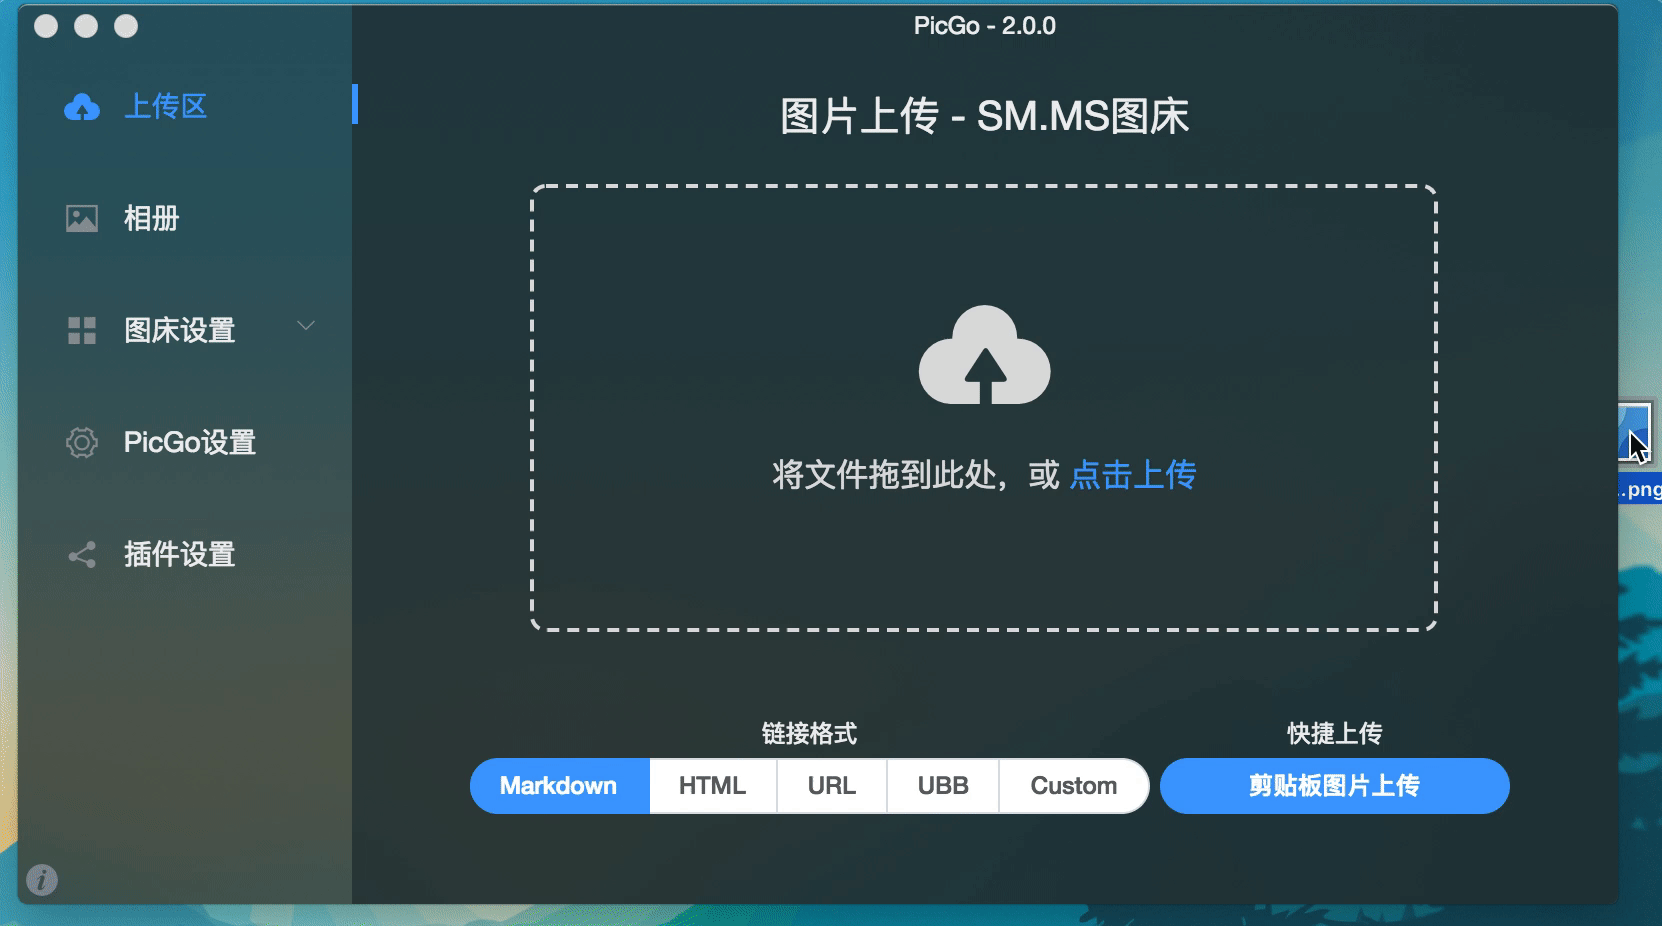 PicGo - 2.0.0
上传区
相册
图床设置
PicGo设置
插件设置
图片上传 - SM.MS图床
将文件拖到此处，或 点击上传
链接格式
Markdown HTML URL UBB Custom
快捷上传
剪贴板图片上传
.png
i